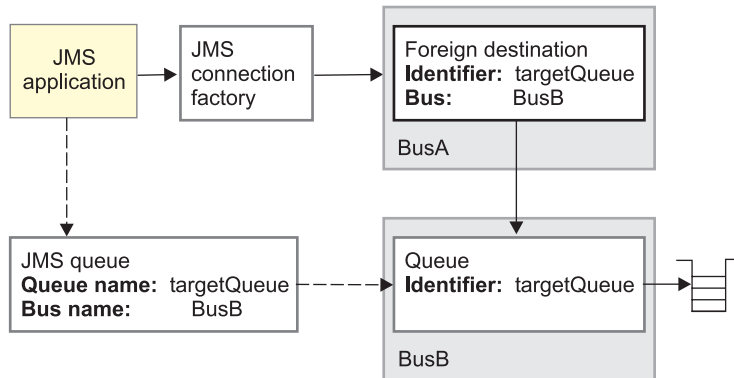 JMS
application
JMS
connection
factory
Foreign destination
Identifier: targetQueue
Bus: BusB
BusA
JMS queue
Queue name: targetQueue
Bus name: BusB
Queue
Identifier: targetQueue
BusB